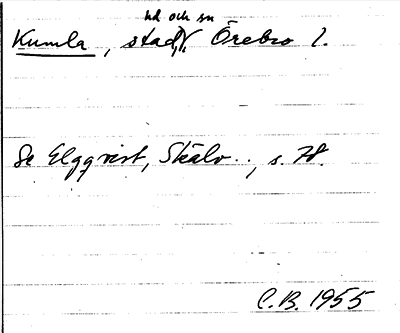 hd och sn
Kumla, stad, Örebro l.
Se Elgqvist, Skälv.., s. 78.
C.B. 1955